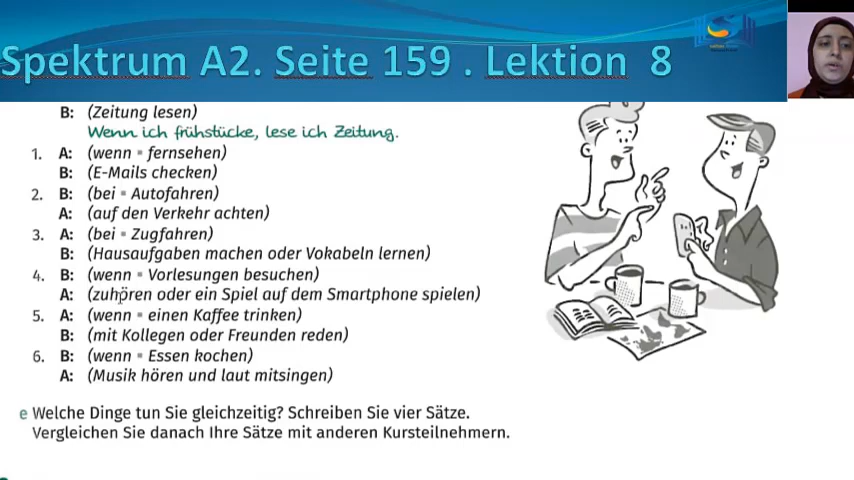 Spektrum A2. Seite 159 . Lektion 8
B: (Zeitung lesen)
Wenn ich frühstücke, lese ich Zeitung.
1. A: (wenn • fernsehen)
B: (E-Mails checken)
2. B: (bei • Autofahren)
A: (auf den Verkehr achten)
3. A: (bei • Zugfahren)
B: (Hausaufgaben machen oder Vokabeln lernen)
4. B: (wenn • Vorlesungen besuchen)
A: (zuhören oder ein Spiel auf dem Smartphone spielen)
5. A: (wenn • einen Kaffee trinken)
B: (mit Kollegen oder Freunden reden)
6. B: (wenn • Essen kochen)
A: (Musik hören und laut mitsingen)
e Welche Dinge tun Sie gleichzeitig? Schreiben Sie vier Sätze.
Vergleichen Sie danach Ihre Sätze mit anderen Kursteilnehmern.